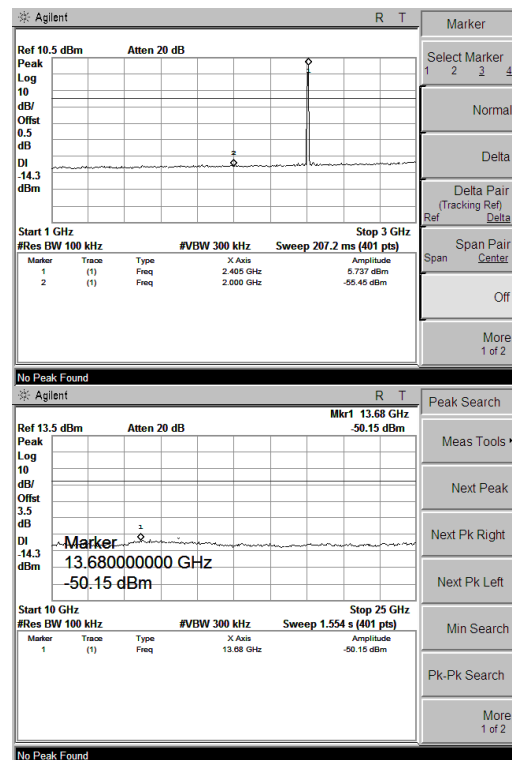 Agilent R T
Ref 10.5 dBm Atten 20 dB
Peak
Log
10
dB/
Offst
0.5
dB
DI
-14.3
dBm
1
2
Start 1 GHz Stop 3 GHz
#Res BW 100 kHz #VBW 300 kHz Sweep 207.2 ms (401 pts)
Marker Trace Type X Axis Amplitude
1 (1) Freq 2.405 GHz 5.737 dBm
2 (1) Freq 2.000 GHz -55.45 dBm
No Peak Found
Marker
Select Marker
1 2 3 4
Normal
Delta
Delta Pair
(Tracking Ref)
Ref Delta
Span Pair
Span Center
Off
More
1 of 2
Agilent R T
Mkr1 13.68 GHz
Ref 13.5 dBm Atten 20 dB -50.15 dBm
Peak
Log
10
dB/
Offst
3.5
dB
DI
-14.3
dBm
1
Marker
13.680000000 GHz
-50.15 dBm
Start 10 GHz Stop 25 GHz
#Res BW 100 kHz #VBW 300 kHz Sweep 1.554 s (401 pts)
Marker Trace Type X Axis Amplitude
1 (1) Freq 13.68 GHz -50.15 dBm
No Peak Found
Peak Search
Meas Tools
Next Peak
Next Pk Right
Next Pk Left
Min Search
Pk-Pk Search
More
1 of 2